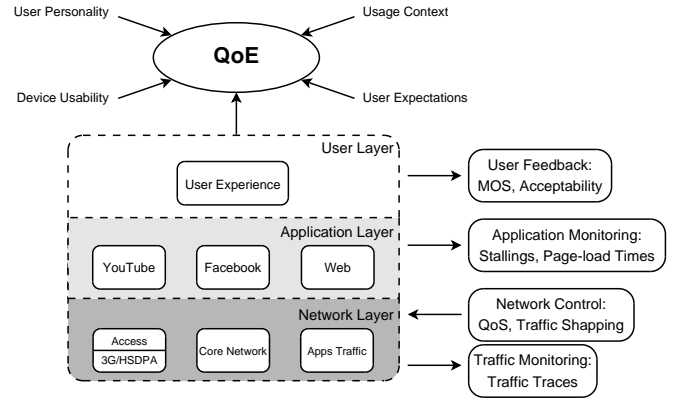 User Personality
Usage Context
QoE
Device Usability
User Expectations
User Layer
User Experience
User Feedback:
MOS, Acceptability
Application Layer
YouTube
Facebook
Web
Application Monitoring:
Stallings, Page-load Times
Network Layer
Access
3G/HSDPA
Core Network
Apps Traffic
Network Control:
QoS, Traffic Shapping
Traffic Monitoring:
Traffic Traces